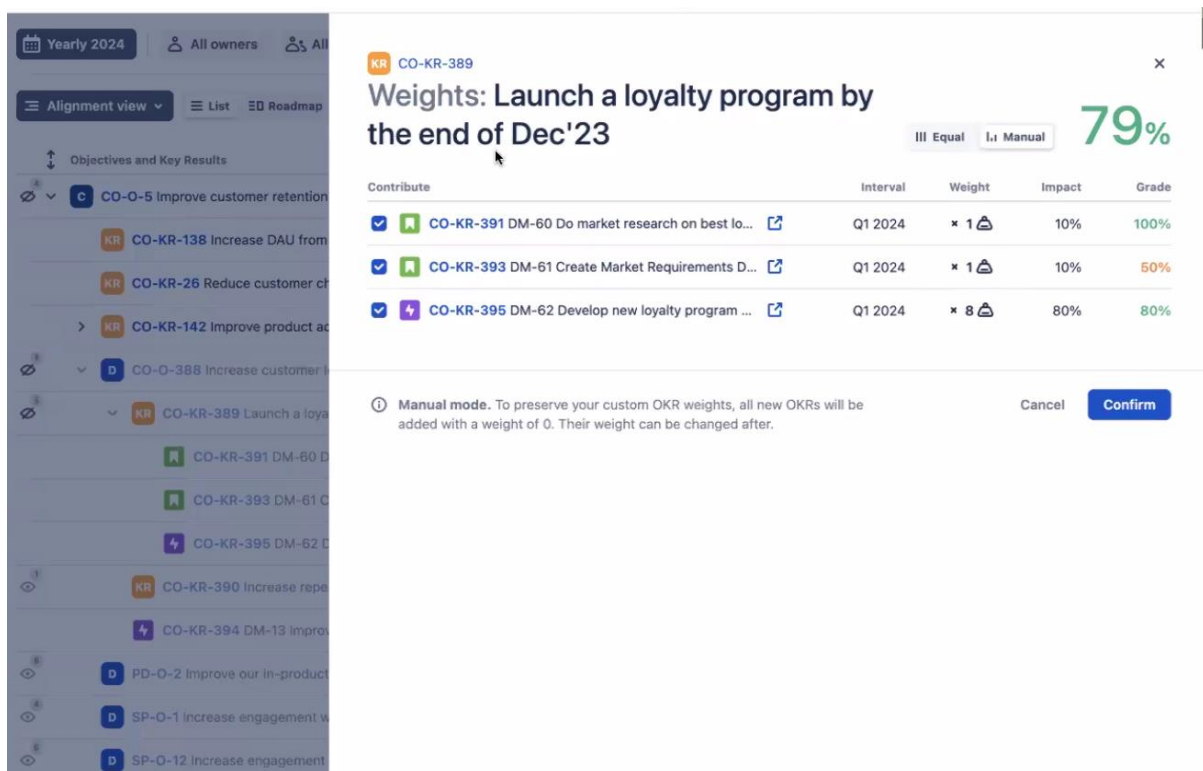 Yearly 2024
All owners
All
Alignment view
List
Roadmap
Objectives and Key Results
4
C CO-O-5 Improve customer retention
KR CO-KR-138 Increase DAU from
KR CO-KR-26 Reduce customer ch
KR CO-KR-142 Improve product ac
D CO-O-388 Increase customer l
KR CO-KR-389 Launch a loya
CO-KR-391 DM-60 D
CO-KR-393 DM-61 C
CO-KR-395 DM-62 D
1
KR CO-KR-390 Increase repe
CO-KR-394 DM-13 Improv
D PD-O-2 Improve our in-product
4
D SP-O-1 Increase engagement w
D SP-O-12 Increase engagement
KR CO-KR-389
Weights: Launch a loyalty program by
the end of Dec'23
Equal
Manual
79%
Contribute Interval Weight Impact Grade
CO-KR-391 DM-60 Do market research on best lo... Q1 2024 × 1 10% 100%
CO-KR-393 DM-61 Create Market Requirements D... Q1 2024 × 1 10% 50%
CO-KR-395 DM-62 Develop new loyalty program ... Q1 2024 × 8 80% 80%
Manual mode. To preserve your custom OKR weights, all new OKRs will be
added with a weight of 0. Their weight can be changed after.
Cancel
Confirm